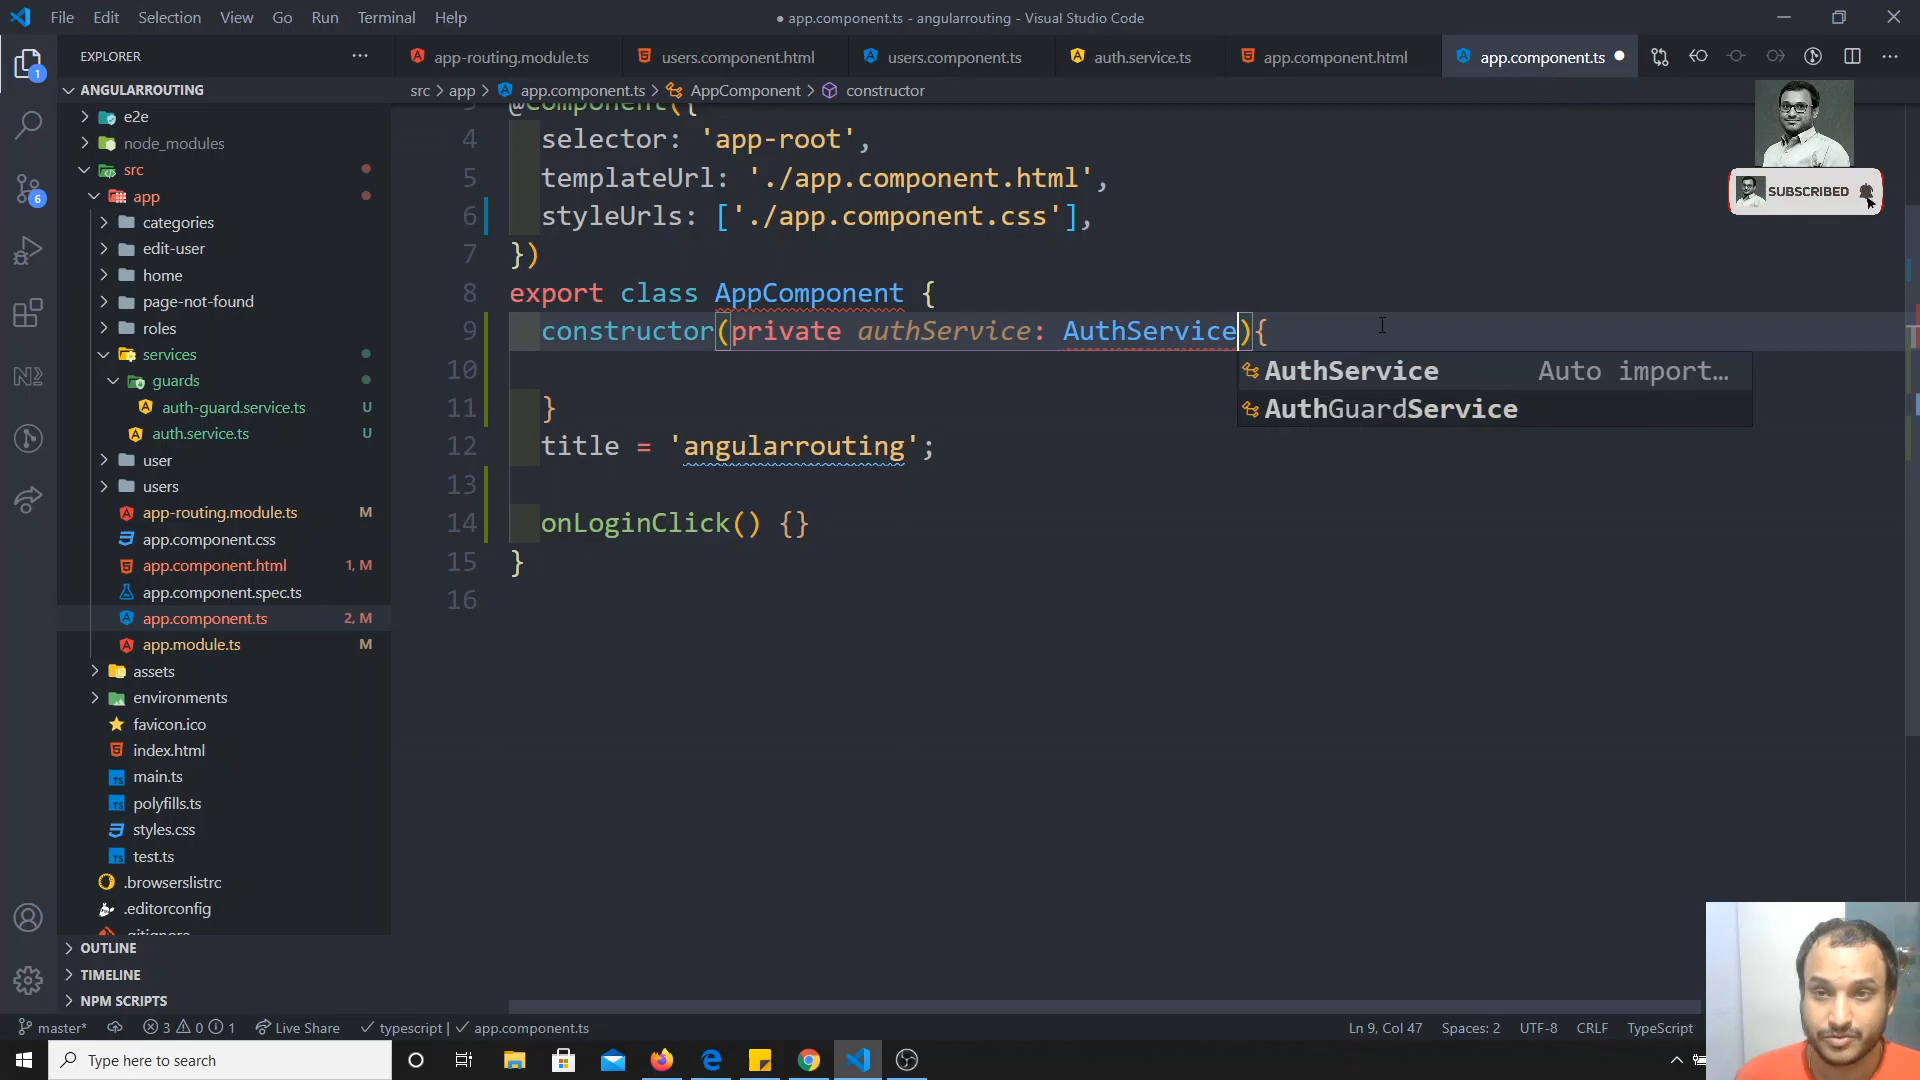 File Edit Selection View Go Run Terminal Help
● app.component.ts - angularrouting - Visual Studio Code
EXPLORER
app-routing.module.ts
users.component.html
users.component.ts
auth.service.ts
app.component.html
app.component.ts
1
6
ANGULARROUTING
e2e
node_modules
src
app
categories
edit-user
home
page-not-found
roles
services
guards
auth-guard.service.ts U
auth.service.ts U
user
users
app-routing.module.ts M
app.component.css
app.component.html 1, M
app.component.spec.ts
app.component.ts 2, M
app.module.ts M
assets
environments
favicon.ico
index.html
main.ts
polyfills.ts
styles.css
test.ts
.browserslistrc
.editorconfig
.gitignore
OUTLINE
TIMELINE
NPM SCRIPTS
src > app > app.component.ts > AppComponent > constructor
@Component({
4 selector: 'app-root',
5 templateUrl: './app.component.html',
6 styleUrls: ['./app.component.css'],
7 })
8 export class AppComponent {
9 constructor(private authService: AuthService){
10
11 }
12 title = 'angularrouting';
13
14 onLoginClick() {}
15 }
16
AuthService Auto import…
AuthGuardService
SUBSCRIBED
master* 3 0 1 Live Share typescript | app.component.ts
Ln 9, Col 47 Spaces: 2 UTF-8 CRLF TypeScript
Type here to search